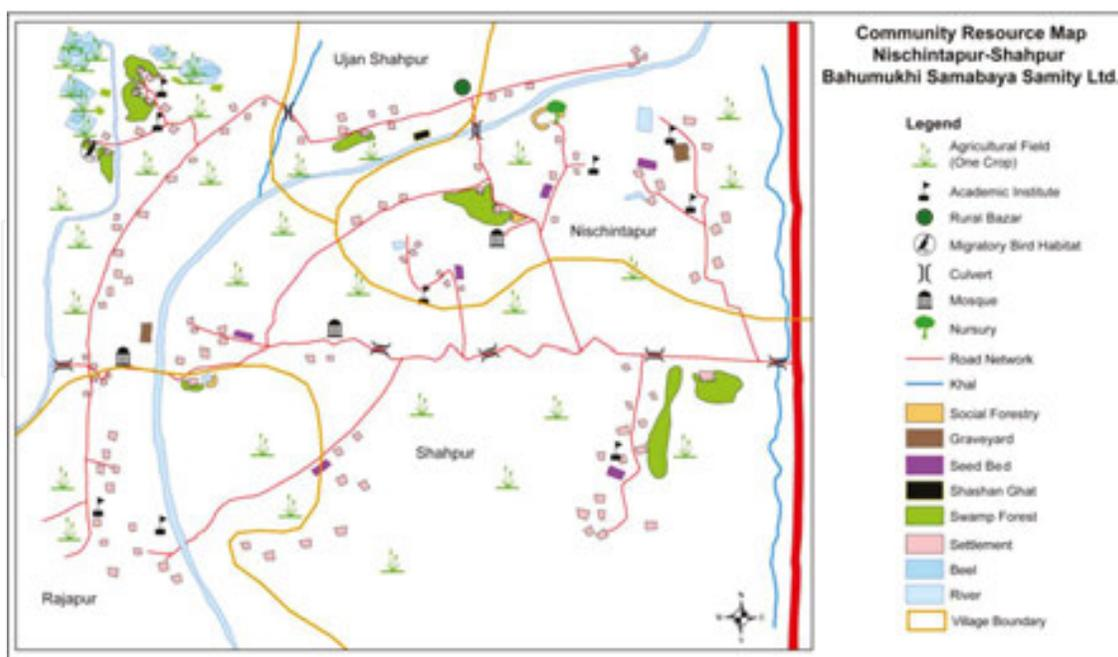 Community Resource Map
Nischintapur-Shahpur
Bahumukhi Samabaya Samity Ltd.
Legend
Agricultural Field
(One Crop)
Academic Institute
Rural Bazar
Migratory Bird Habitat
Culvert
Mosque
Nursury
Road Network
Khal
Social Forestry
Graveyard
Seed Bed
Shashan Ghat
Swamp Forest
Settlement
Beel
River
Village Boundary
Ujan Shahpur
Nischintapur
Shahpur
Rajapur
N
W
E
S